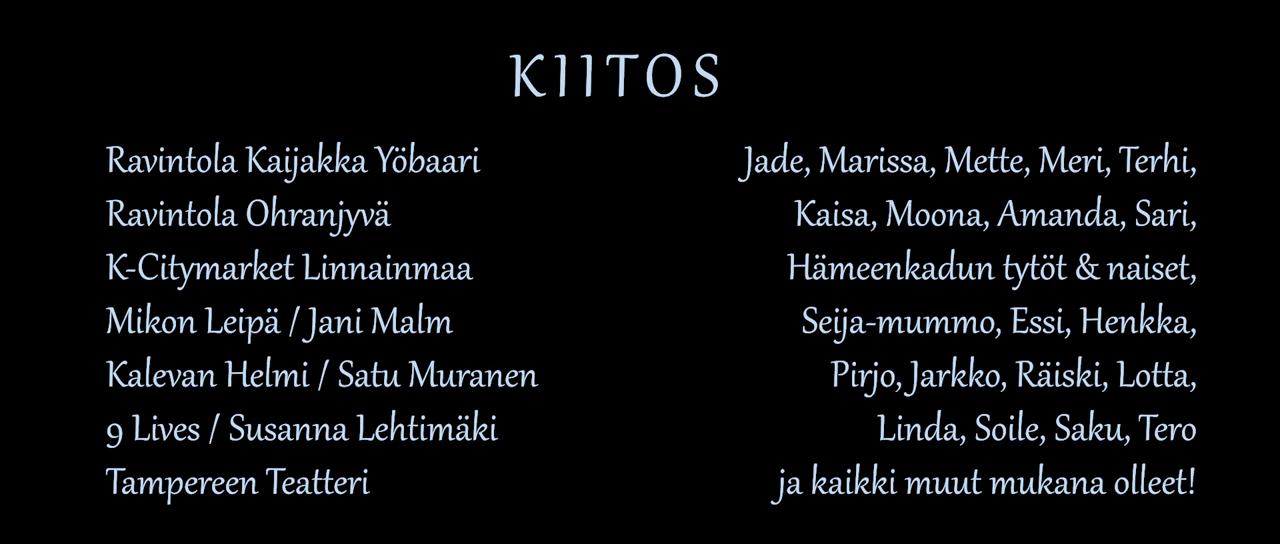 KIITOS
Ravintola Kaijakka Yöbaari
Ravintola Ohranjyvä
K-Citymarket Linnainmaa
Mikon Leipä / Jani Malm
Kalevan Helmi / Satu Muranen
9 Lives / Susanna Lehtimäki
Tampereen Teatteri
Jade, Marissa, Mette, Meri, Terhi,
Kaisa, Moona, Amanda, Sari,
Hämeenkadun tytöt & naiset,
Seija-mummo, Essi, Henkka,
Pirjo, Jarkko, Räiski, Lotta,
Linda, Soile, Saku, Tero
ja kaikki muut mukana olleet!